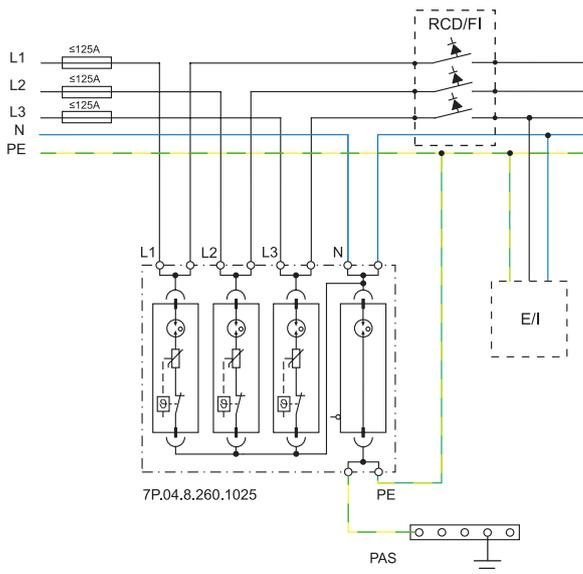 RCD/FI
≤125A
L1
≤125A
L2
≤125A
L3
N
PE
L1 L2 L3 N
E/I
ϑ ϑ ϑ
7P.04.8.260.1025 PE
PAS